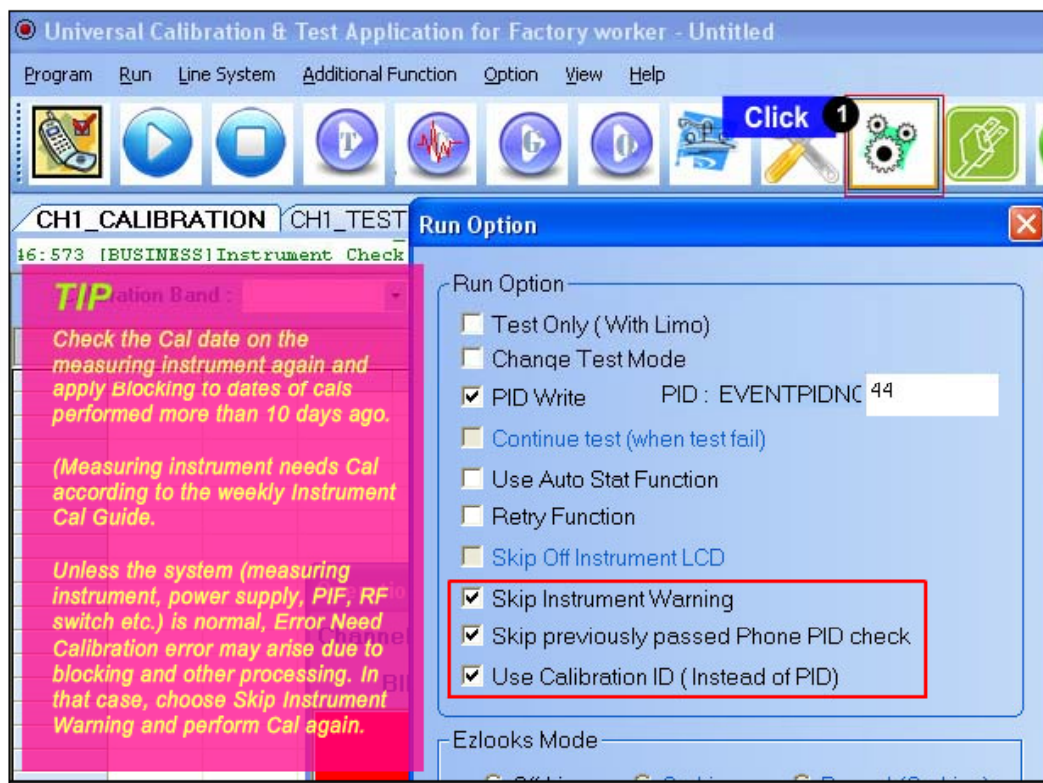 Universal Calibration & Test Application for Factory worker - Untitled
Program Run Line System Additional Function Option View Help
Click 1
CH1_CALIBRATION CH1_TEST
46:573 [BUSINESS]Instrument Check
Run Option
TIP
ration Band :
Check the Cal date on the
measuring instrument again and
apply Blocking to dates of cals
performed more than 10 days ago.
(Measuring instrument needs Cal
according to the weekly Instrument
Cal Guide.
Unless the system (measuring
instrument, power supply, PIF, RF
switch etc.) is normal, Error Need
Calibration error may arise due to
blocking and other processing. In
that case, choose Skip Instrument
Warning and perform Cal again.
Channel
Run Option
Test Only ( With Limo)
Change Test Mode
PID Write PID : EVENTPIDNO 44
Continue test (when test fail)
Use Auto Stat Function
Retry Function
Skip Off Instrument LCD
Skip Instrument Warning
Skip previously passed Phone PID check
Use Calibration ID ( Instead of PID)
Ezlooks Mode